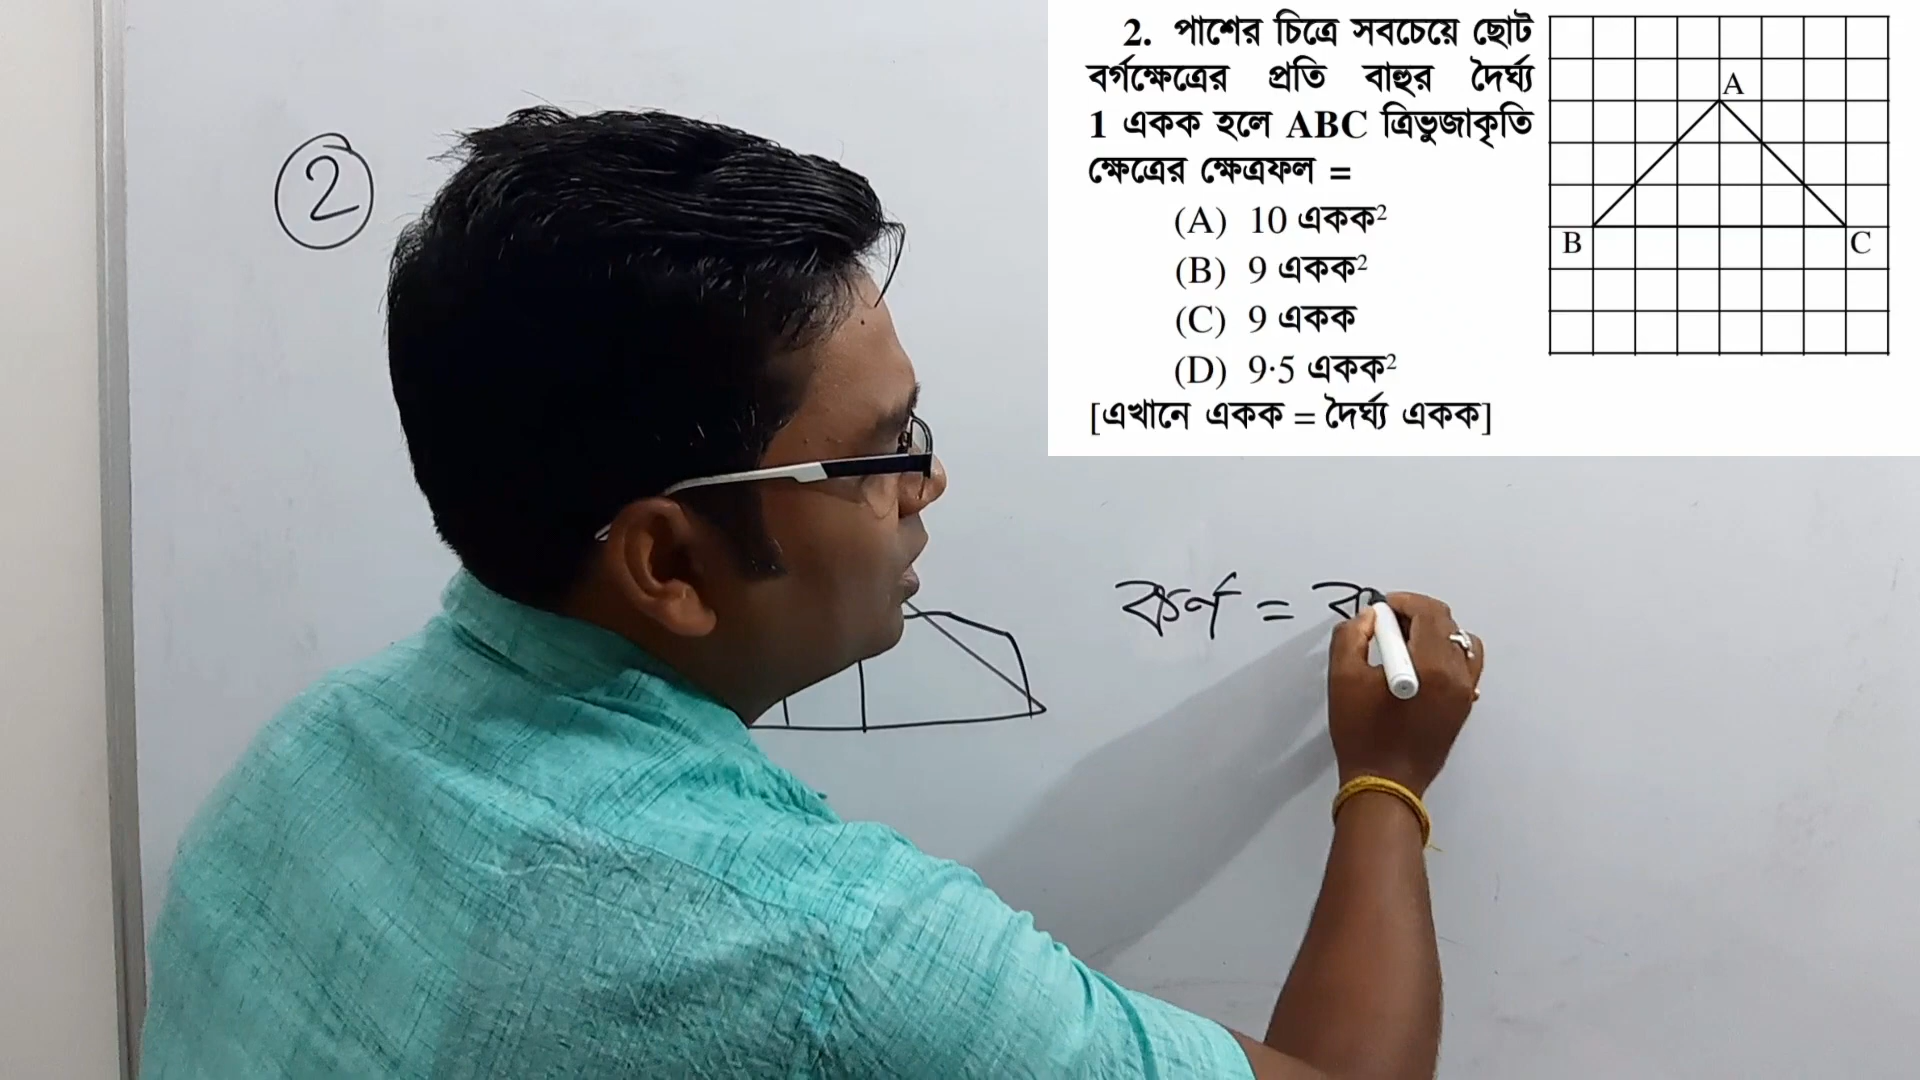 2. পাশের চিত্রে সবচেয়ে ছোট
বর্গক্ষেত্রের প্রতি বাহুর দৈর্ঘ্য
1 একক হলে ABC ত্রিভুজাকৃতি
ক্ষেত্রের ক্ষেত্রফল =
(A) 10 একক²
(B) 9 একক²
(C) 9 একক
(D) 9·5 একক²
[এখানে একক = দৈর্ঘ্য একক]
A
B
C
2
কর্ণ =